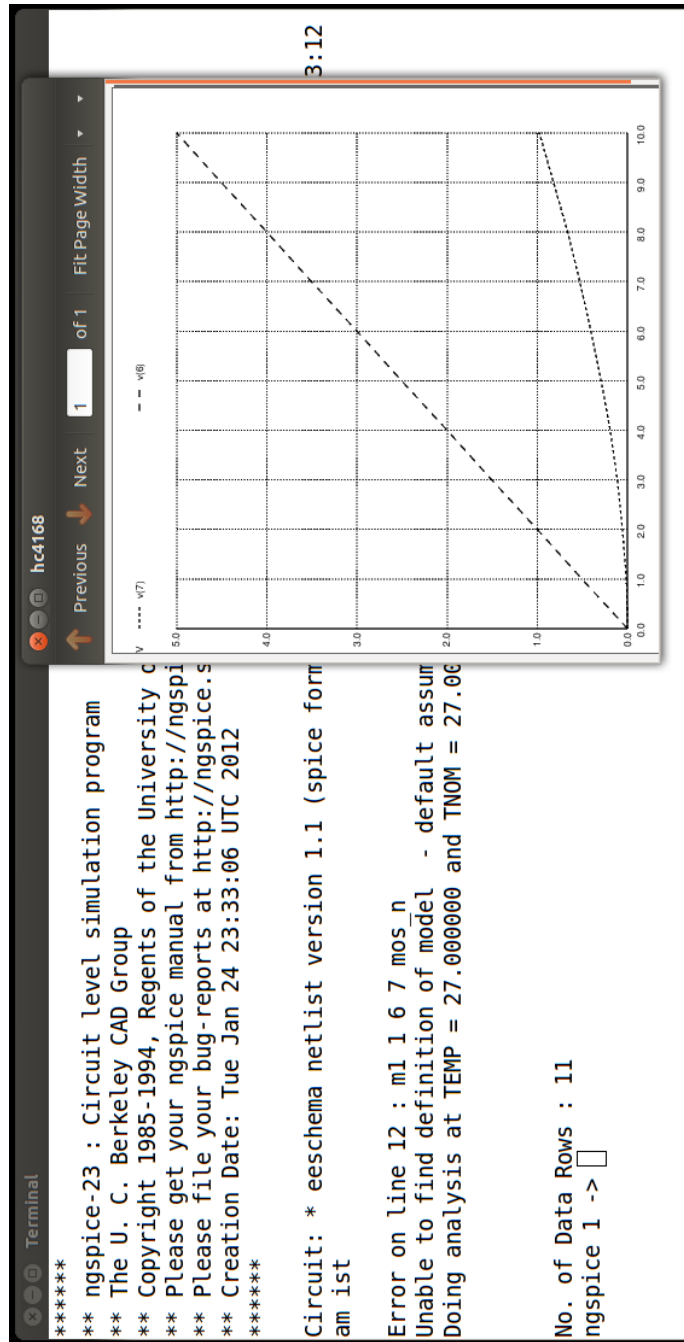 Terminal
******
** ngspice-23 : Circuit level simulation program
** The U. C. Berkeley CAD Group
** Copyright 1985-1994, Regents of the University c
** Please get your ngspice manual from http://ngspi
** Please file your bug-reports at http://ngspice.s
** Creation Date: Tue Jan 24 23:33:06 UTC 2012
******
Circuit: * eeschema netlist version 1.1 (spice form
3:12
am ist
Error on line 12 : m1 1 6 7 mos_n
Unable to find definition of model - default assum
Doing analysis at TEMP = 27.000000 and TNOM = 27.00
No. of Data Rows : 11
ngspice 1 ->
hc4168
Previous Next 1 of 1 Fit Page Width
V v(7) v(6)
5.0
4.0
3.0
2.0
1.0
0.0
0.0 1.0 2.0 3.0 4.0 5.0 6.0 7.0 8.0 9.0 10.0